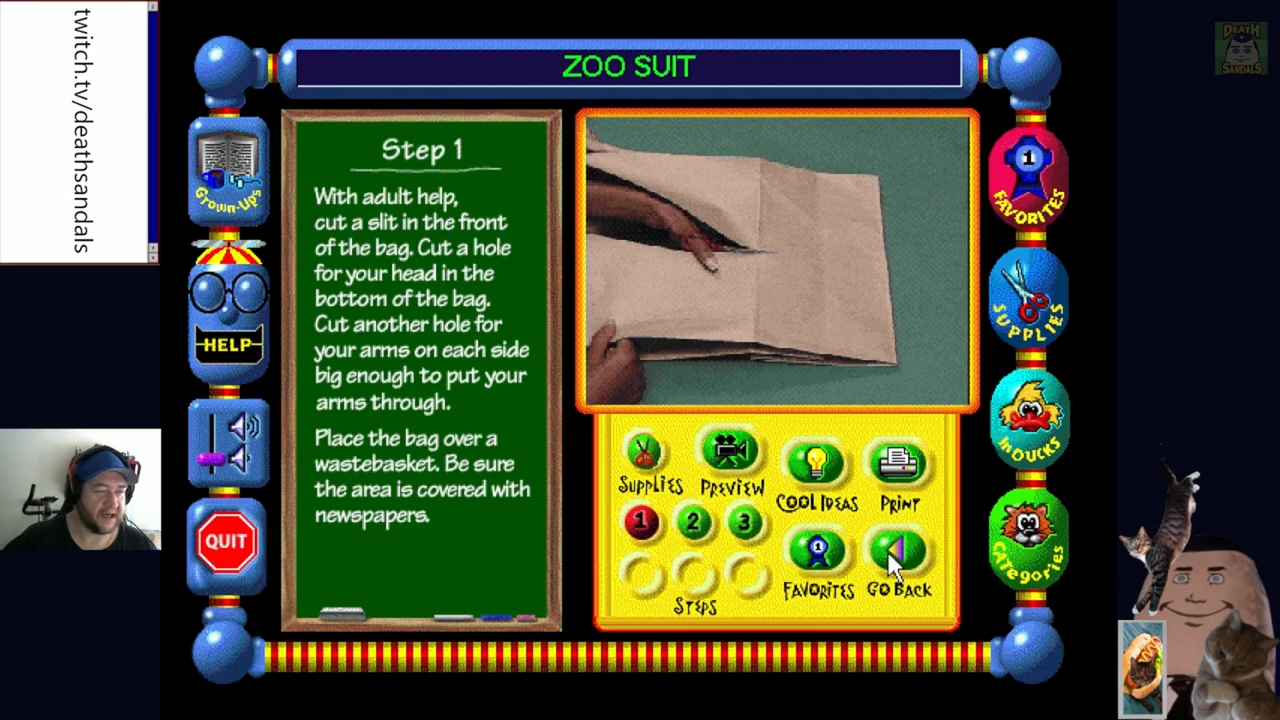 twitch.tv/deathsandals
DEATH
SANDALS
ZOO SUIT
Grown-Ups
HELP
QUIT
Step 1
With adult help,
cut a slit in the front
of the bag. Cut a hole
for your head in the
bottom of the bag.
Cut another hole for
your arms on each side
big enough to put your
arms through.
Place the bag over a
wastebasket. Be sure
the area is covered with
newspapers.
SUPPLIES
PREVIEW
COOL IDEAS
PRINT
1 2 3
STEPS
1
FAVORITES
GO BACK
1
FAVORITES
SUPPLIES
InDUCKS
CATegories